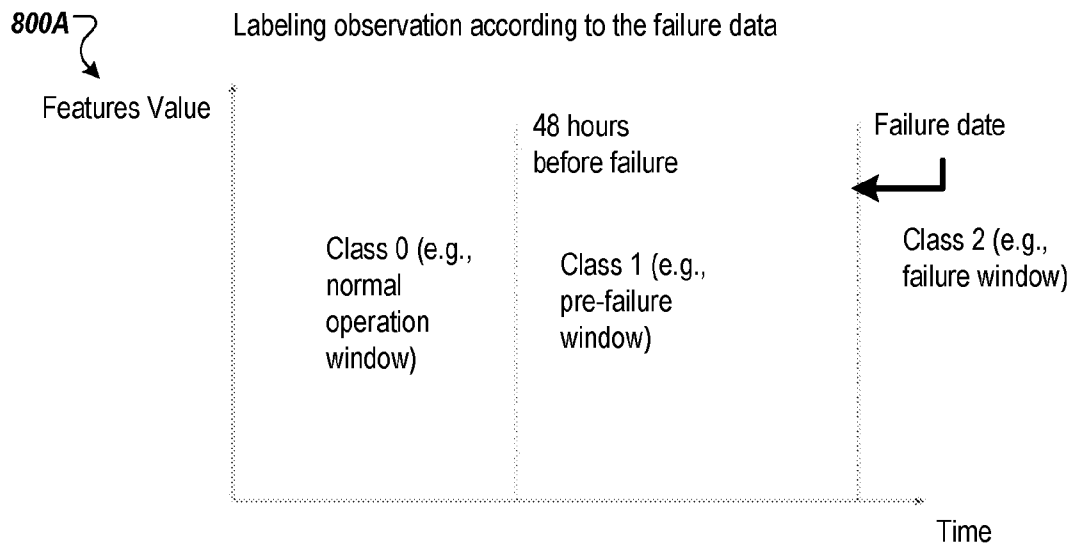 800A
Labeling observation according to the failure data
Features Value
48 hours
before failure
Failure date
Class 0 (e.g.,
normal
operation
window)
Class 1 (e.g.,
pre-failure
window)
Class 2 (e.g.,
failure window)
Time